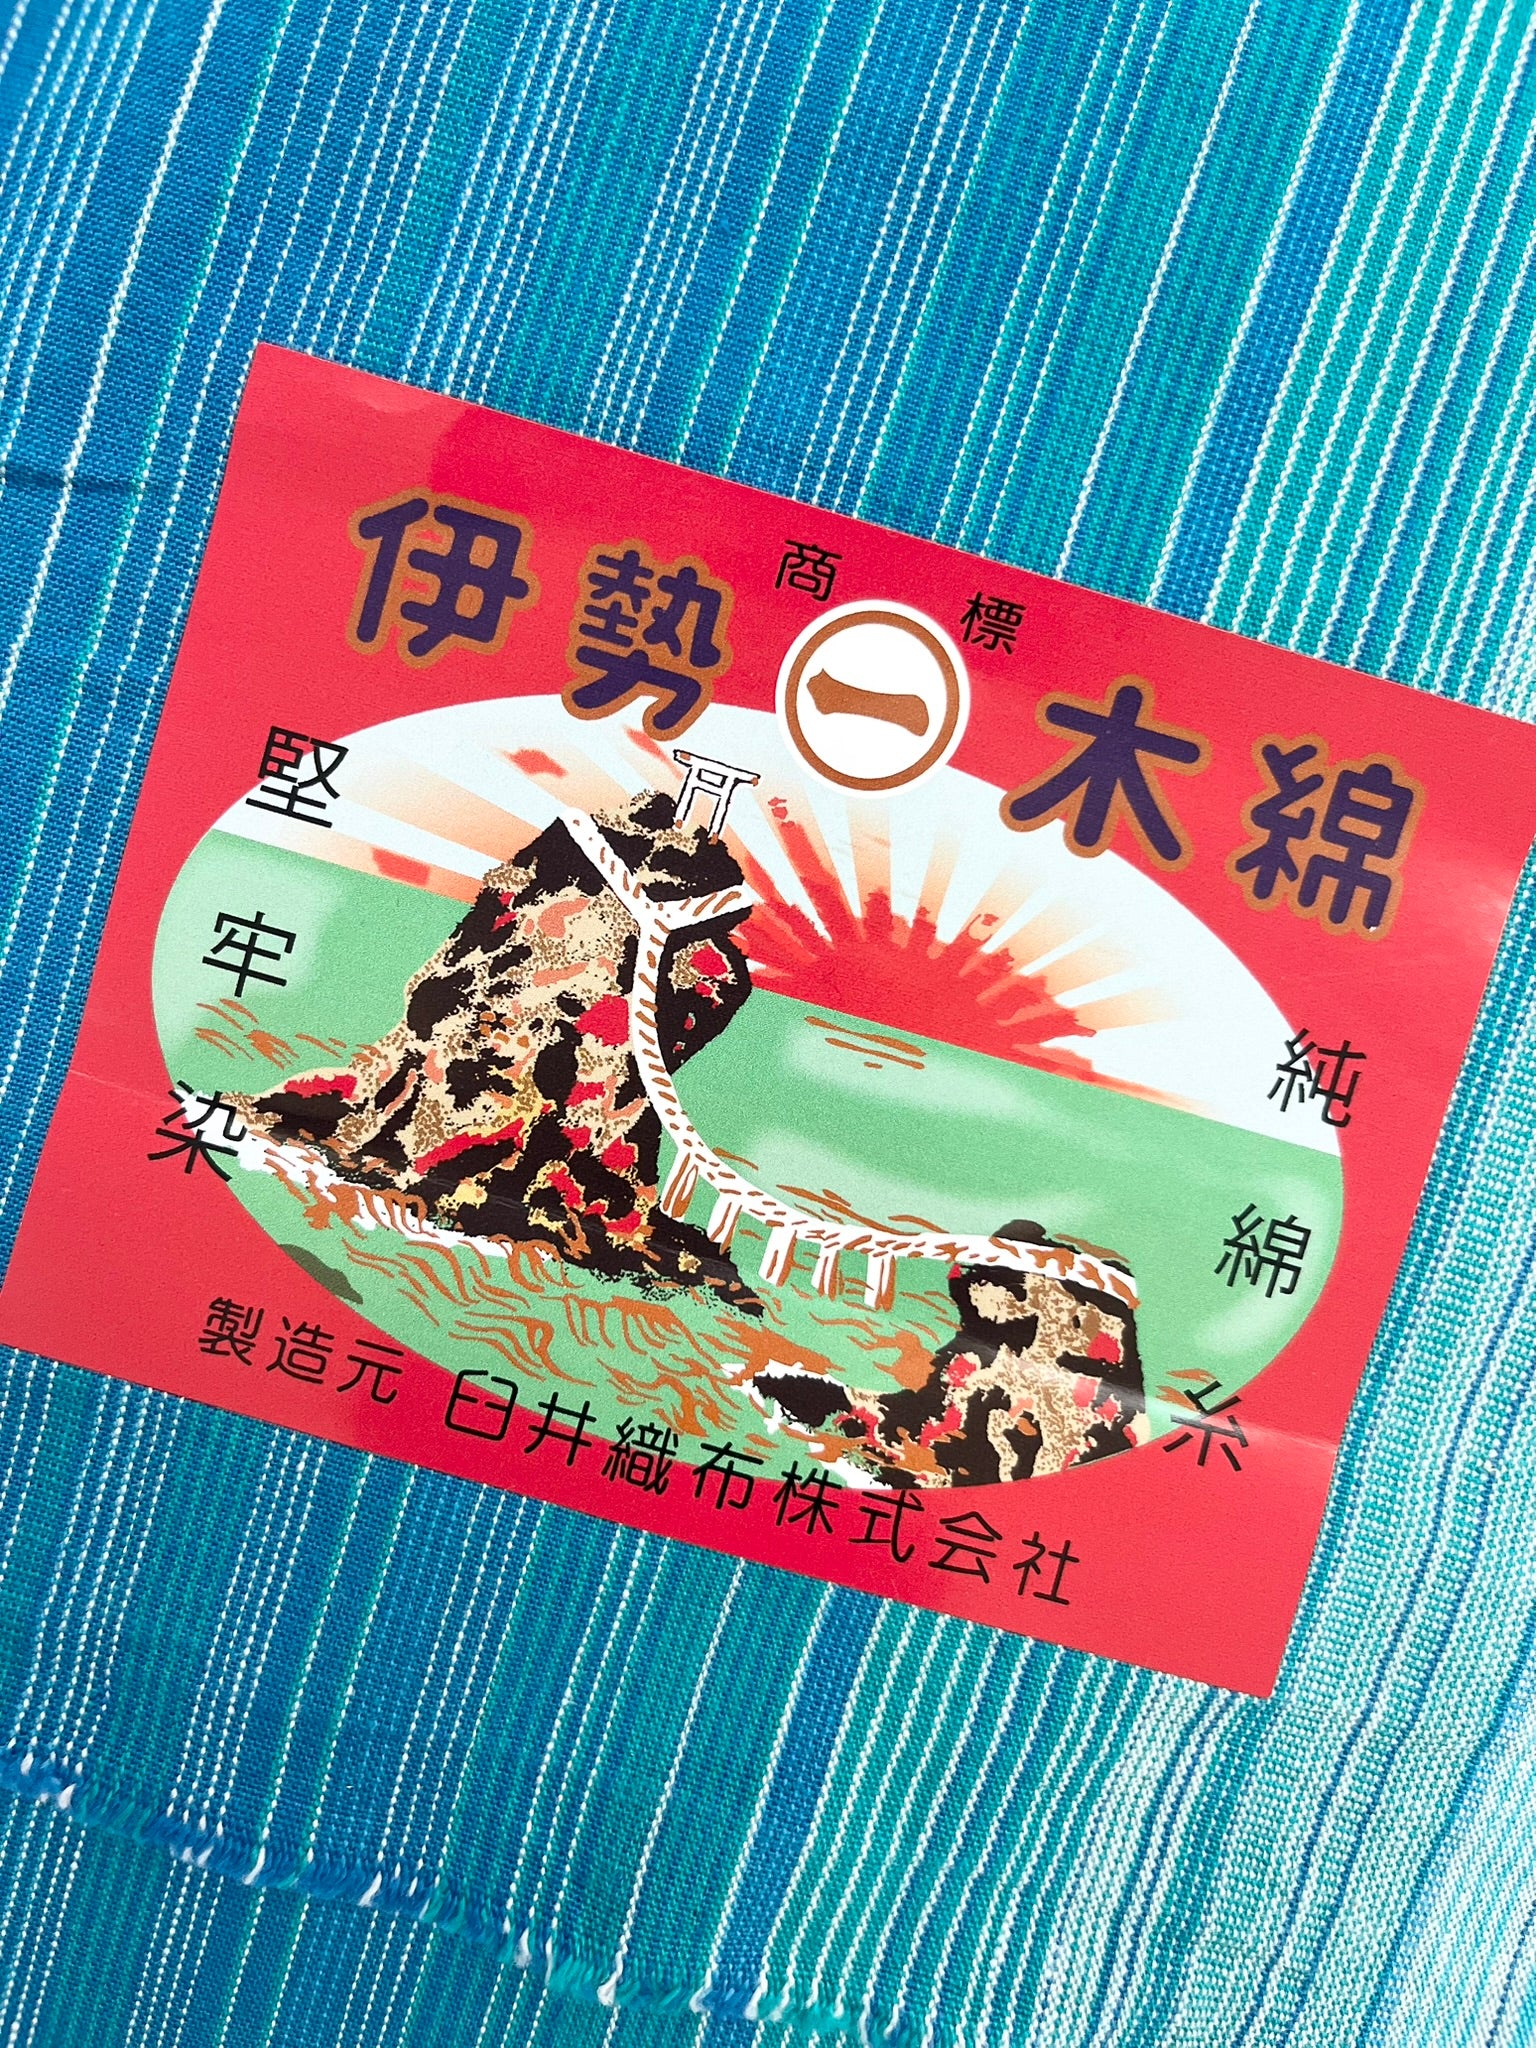 商標
伊勢 一 木綿
堅牢染
純綿糸
製造元 臼井織布株式会社